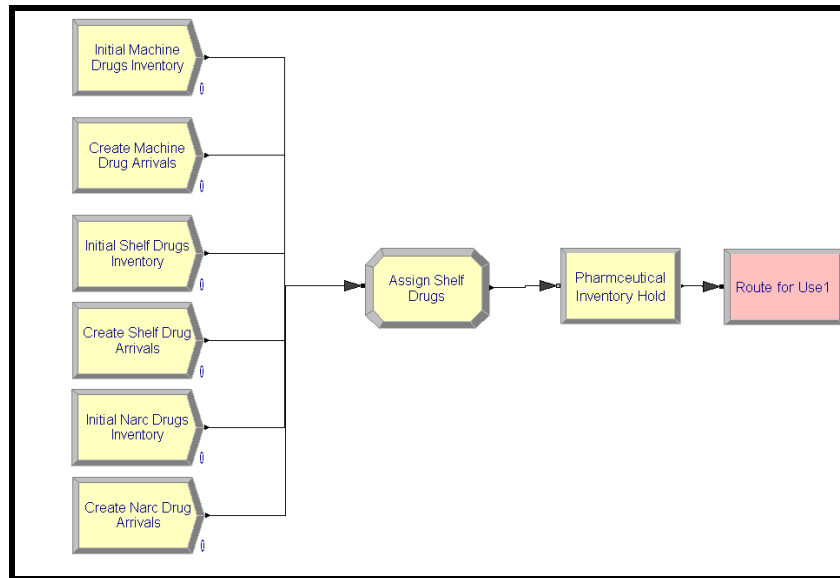 Initial Machine
Drugs Inventory
0
Create Machine
Drug Arrivals
0
Initial Shelf Drugs
Inventory
0
Create Shelf Drug
Arrivals
0
Initial Narc Drugs
Inventory
0
Create Narc Drug
Arrivals
0
Assign Shelf
Drugs
Pharmceutical
Inventory Hold
Route for Use1